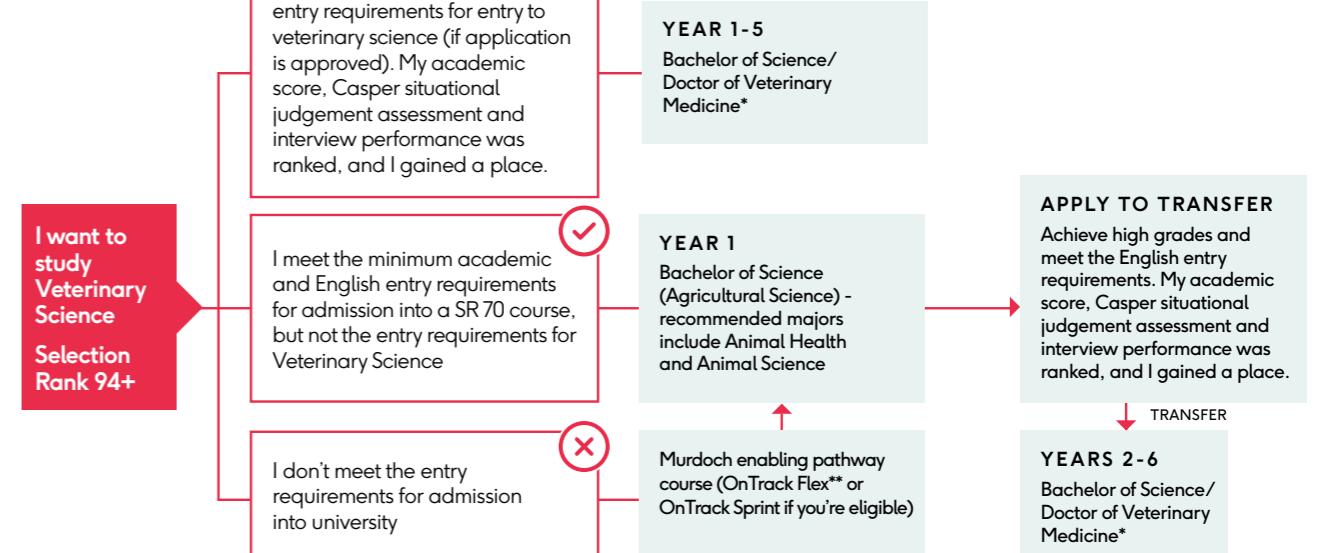 entry requirements for entry to
veterinary science (if application
is approved). My academic
score, Casper situational
judgement assessment and
interview performance was
ranked, and I gained a place.
YEAR 1-5
Bachelor of Science/
Doctor of Veterinary
Medicine*
I want to
study
Veterinary
Science
Selection
Rank 94+
I meet the minimum academic
and English entry requirements
for admission into a SR 70 course,
but not the entry requirements for
Veterinary Science
YEAR 1
Bachelor of Science
(Agricultural Science) -
recommended majors
include Animal Health
and Animal Science
APPLY TO TRANSFER
Achieve high grades and
meet the English entry
requirements. My academic
score, Casper situational
judgement assessment and
interview performance was
ranked, and I gained a place.
TRANSFER
I don't meet the entry
requirements for admission
into university
Murdoch enabling pathway
course (OnTrack Flex** or
OnTrack Sprint if you're eligible)
YEARS 2-6
Bachelor of Science/
Doctor of Veterinary
Medicine*